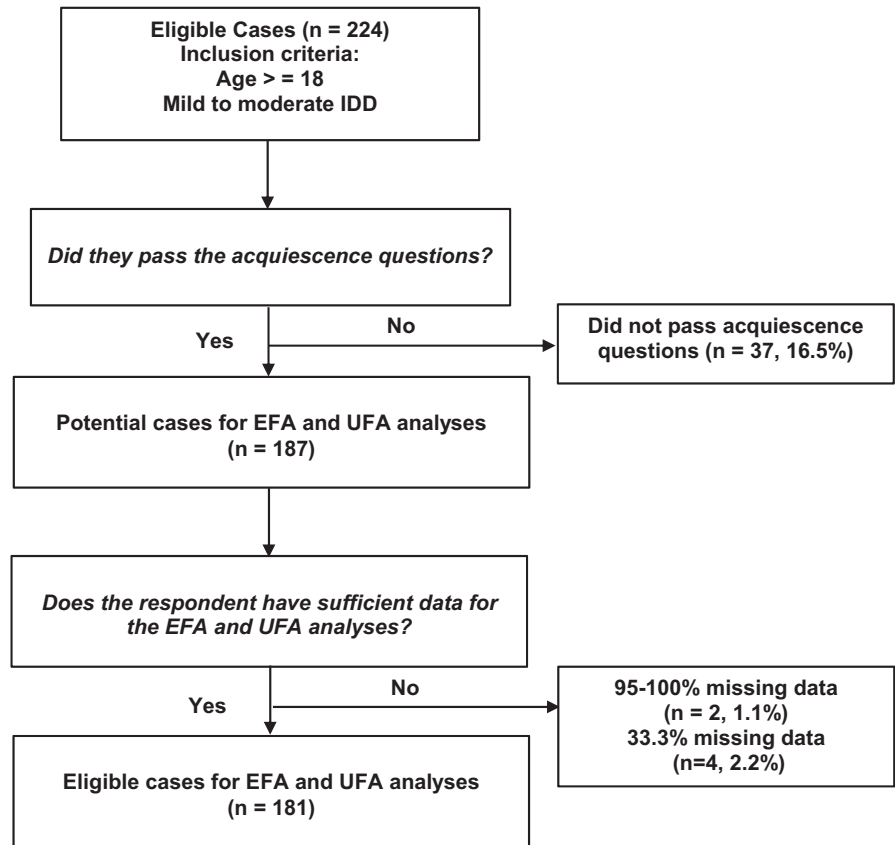 Eligible Cases (n = 224)
Inclusion criteria:
Age > = 18
Mild to moderate IDD
Did they pass the acquiescence questions?
Yes
No
Did not pass acquiescence
questions (n = 37, 16.5%)
Potential cases for EFA and UFA analyses
(n = 187)
Does the respondent have sufficient data for
the EFA and UFA analyses?
Yes
No
95-100% missing data
(n = 2, 1.1%)
33.3% missing data
(n=4, 2.2%)
Eligible cases for EFA and UFA analyses
(n = 181)